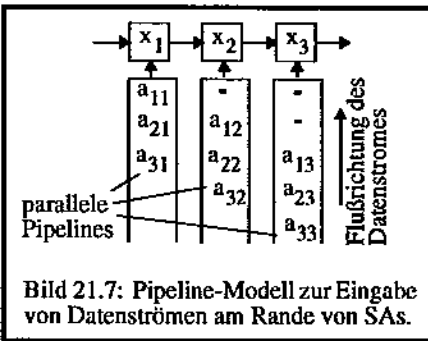 x1 x2 x3
a11 - -
a21 a12 -
a31 a22 a13
a32 a23
a33
parallele
Pipelines
Flußrichtung des
Datenstromes
Bild 21.7: Pipeline-Modell zur Eingabe
von Datenströmen am Rande von SAs.